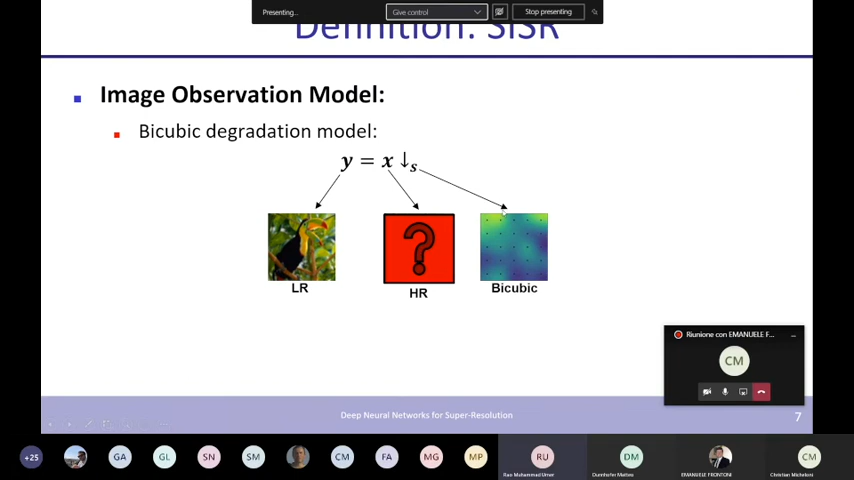 Presenting...
Give control
Stop presenting
Definition: SISR
Image Observation Model:
Bicubic degradation model:
y = x ↓s
LR
HR
Bicubic
Riunione con EMANUELE F...
CM
Deep Neural Networks for Super-Resolution
7
+25
GA
GL
SN
SM
CM
FA
MG
MP
RU
Rao Muhammad Umer
DM
Dunnhofer Matteo
EMANUELE FRONTONI
CM
Christian Micheloni